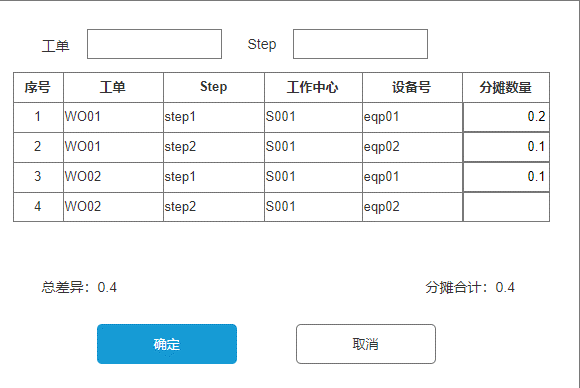 工单 Step
序号 工单 Step 工作中心 设备号 分摊数量
1 WO01 step1 S001 eqp01 0.2
2 WO01 step2 S001 eqp02 0.1
3 WO02 step1 S001 eqp01 0.1
4 WO02 step2 S001 eqp02
总差异：0.4 分摊合计：0.4
确定 取消